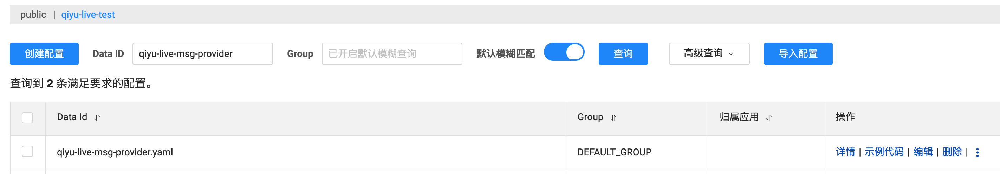 public | qiyu-live-test
创建配置 Data ID qiyu-live-msg-provider Group 已开启默认模糊查询 默认模糊匹配 查询 高级查询 导入配置
查询到 2 条满足要求的配置。
Data Id Group 归属应用 操作
qiyu-live-msg-provider.yaml DEFAULT_GROUP 详情 | 示例代码 | 编辑 | 删除 |